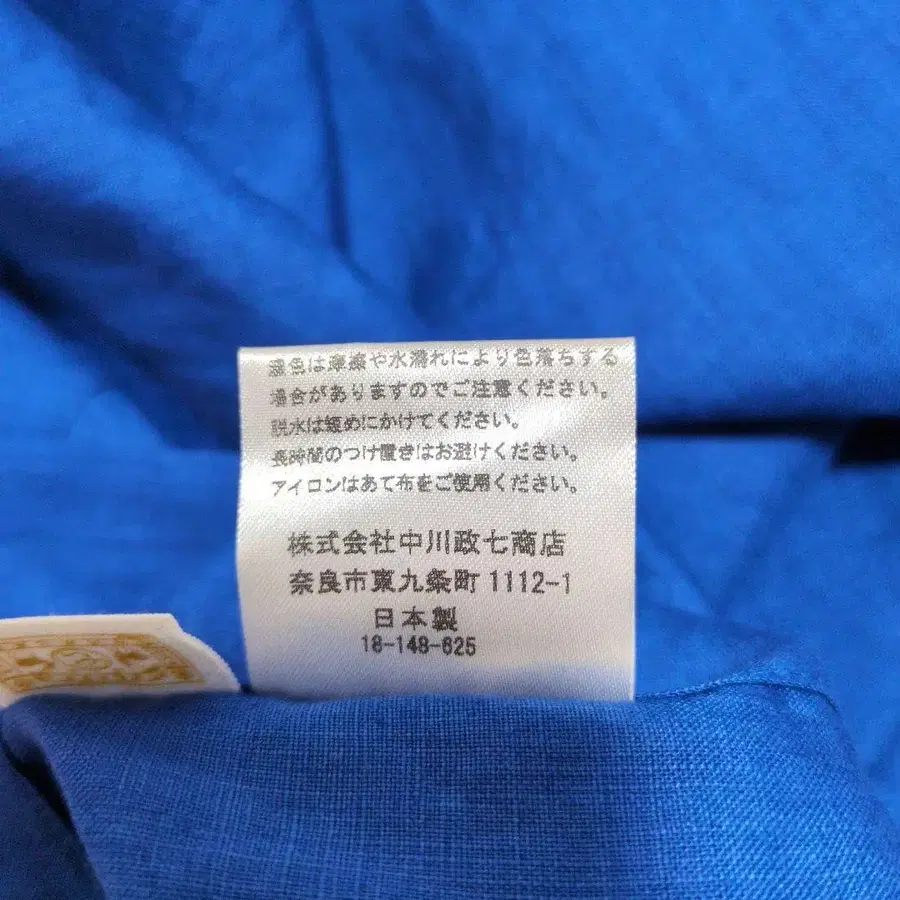 濃色は摩擦や水濡れにより色落ちする
場合がありますのでご注意ください。
脱水は短めにかけてください。
長時間のつけ置きはお避けください。
アイロンはあて布をご使用ください。
株式会社中川政七商店
奈良市東九条町1112-1
日本製
18-148-625